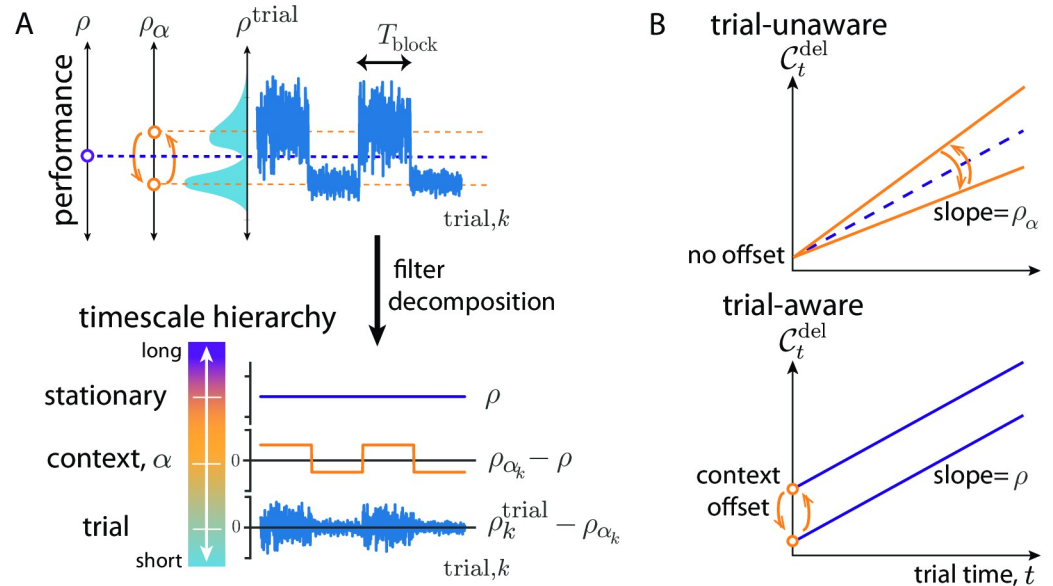 A
ρ
ρα
ρ^trial
T_block
performance
trial, k
filter
decomposition
timescale hierarchy
long
stationary
ρ
context, α
0
ρ_{α_k} − ρ
trial
0
ρ_k^trial − ρ_{α_k}
short
trial, k
B
trial-unaware
C_t^del
slope= ρ_α
no offset
trial-aware
C_t^del
context
offset
slope= ρ
trial time, t